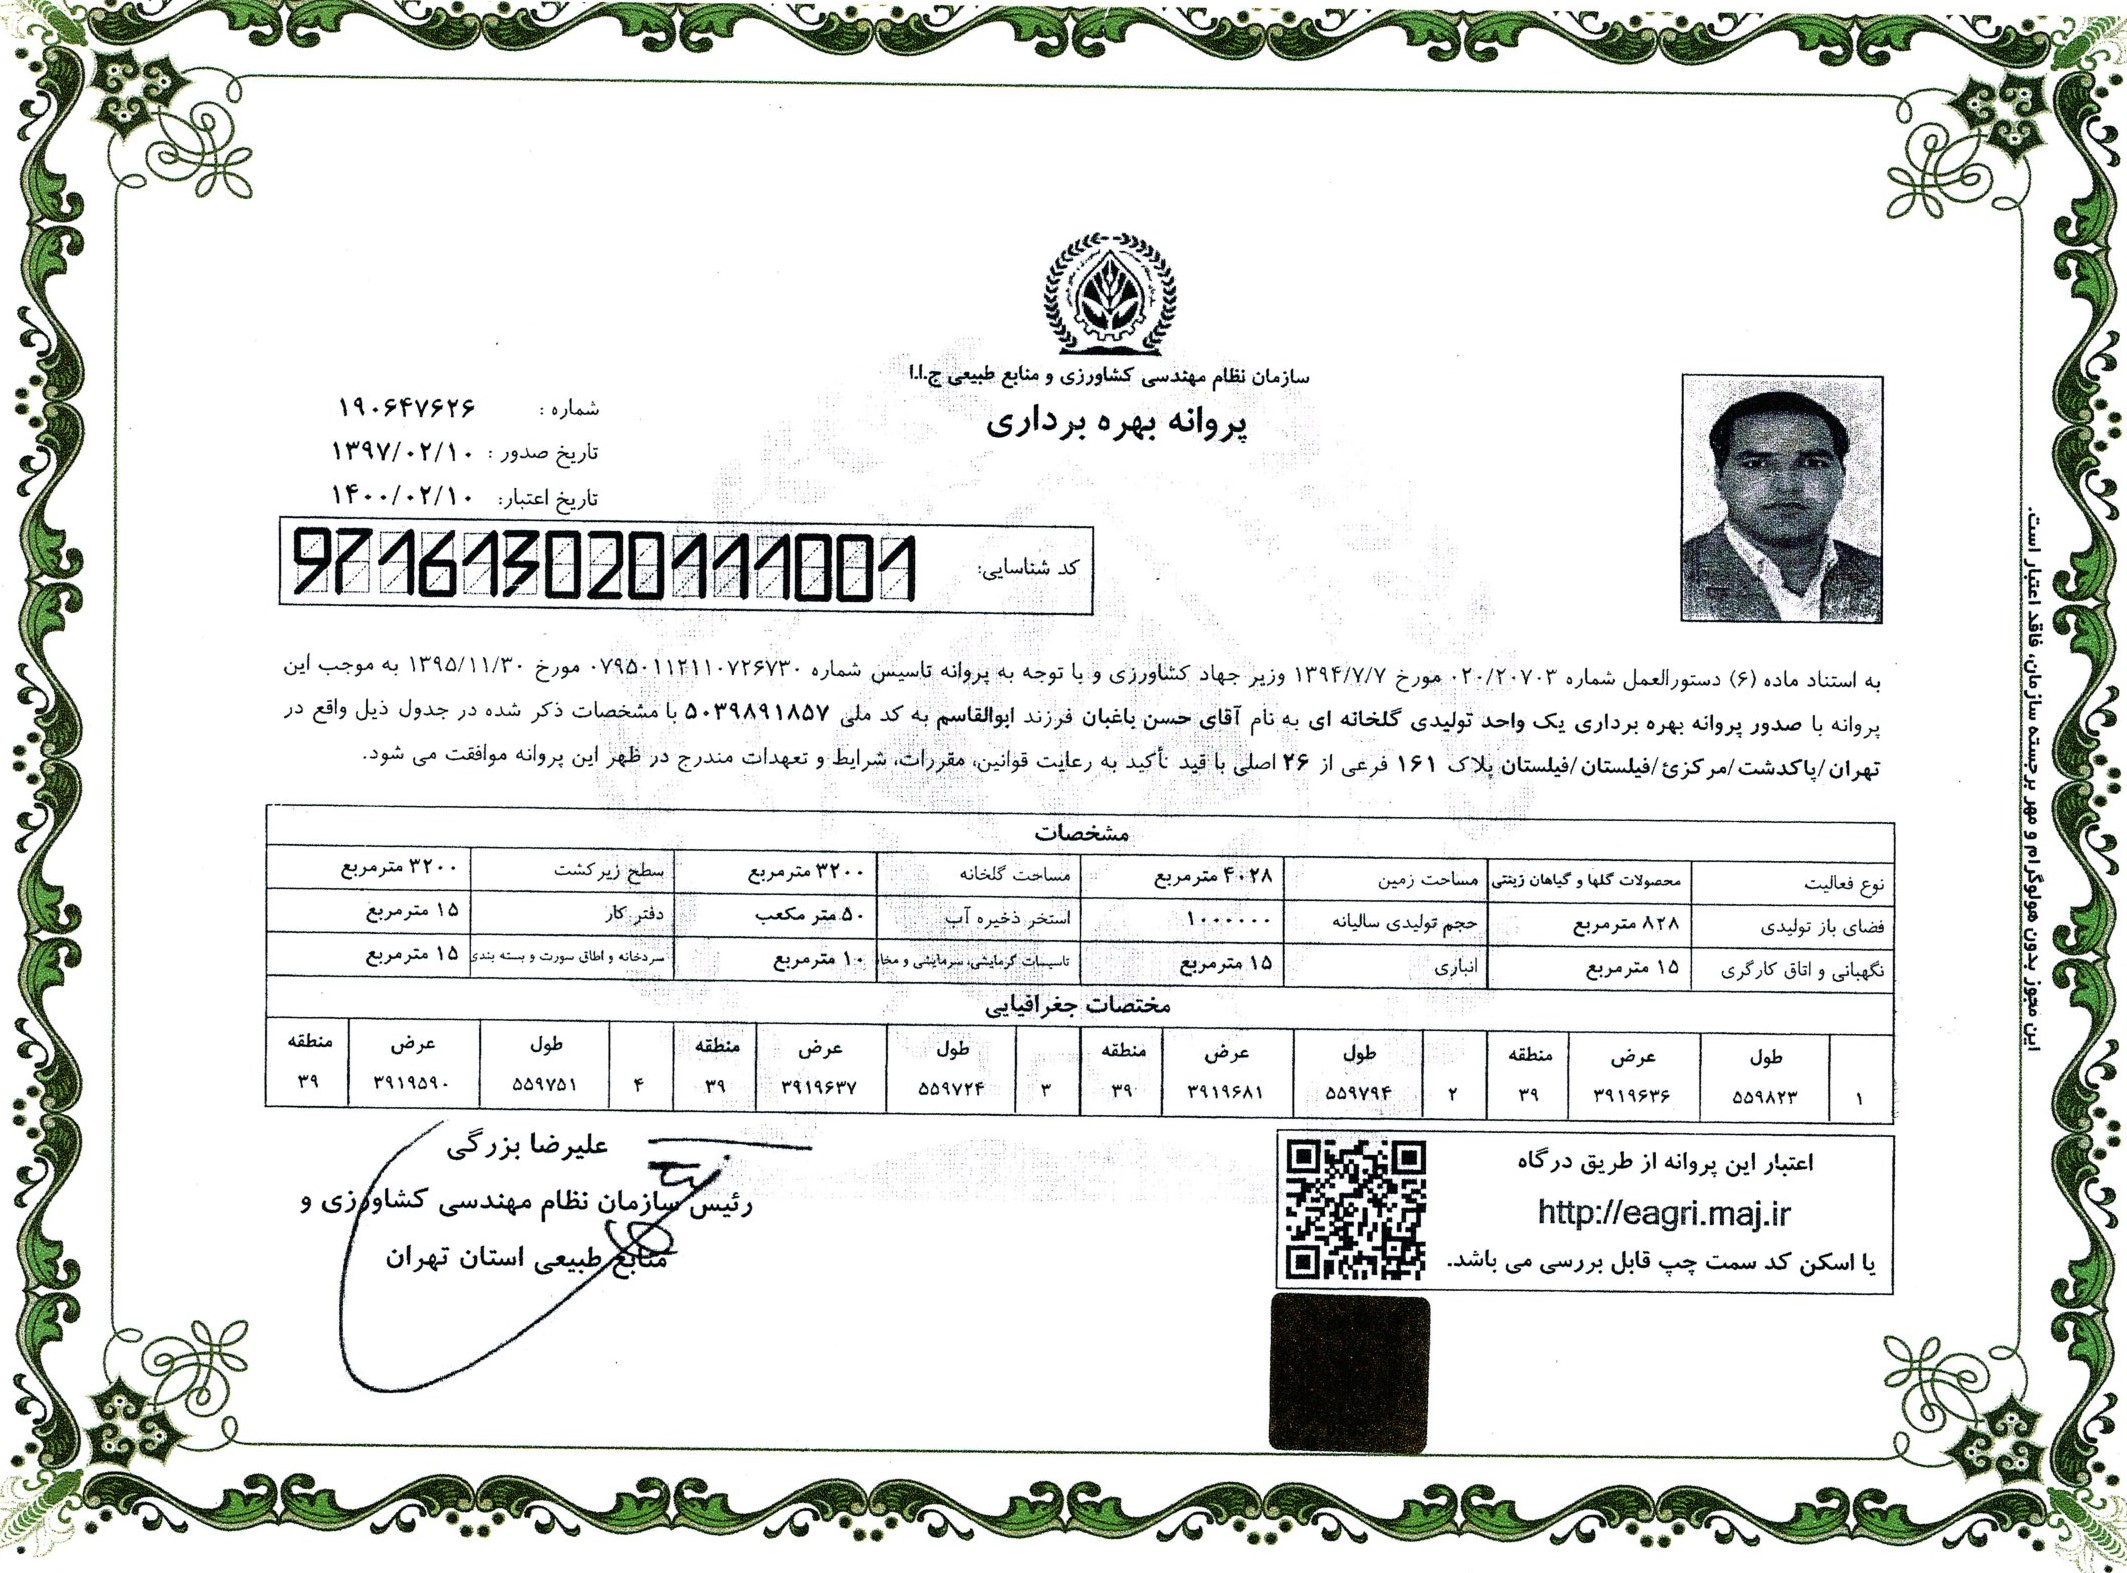 سازمان نظام مهندسی کشاورزی و منابع طبیعی ج.ا.ا
پروانه بهره برداری
شماره : ۱۹۰۶۴۷۶۲۶
تاریخ صدور : ۱۳۹۷/۰۲/۱۰
تاریخ اعتبار: ۱۴۰۰/۰۲/۱۰
کد شناسایی: 971613020111001
به استناد ماده (۶) دستورالعمل شماره ۰۲۰/۲۰۷۰۳ مورخ ۱۳۹۴/۷/۷ وزیر جهاد کشاورزی و با توجه به پروانه تاسیس شماره ۰۷۹۵۰۱۱۲۱۱۰۷۲۶۷۳۰ مورخ ۱۳۹۵/۱۱/۳۰ به موجب این
پروانه با صدور پروانه بهره برداری یک واحد تولیدی گلخانه ای به نام آقای حسن باغبان فرزند ابوالقاسم به کد ملی ۵۰۳۹۸۹۱۸۵۷ با مشخصات ذکر شده در جدول ذیل واقع در
تهران/پاکدشت/مرکزئ/فیلستان/فیلستان پلاک ۱۶۱ فرعی از ۲۶ اصلی با قید تأکید به رعایت قوانین، مقررات، شرایط و تعهدات مندرج در ظهر این پروانه موافقت می شود.
مشخصات
نوع فعالیت محصولات گلها و گیاهان زینتی مساحت زمین ۴۰۲۸ مترمربع مساحت گلخانه ۳۲۰۰ مترمربع سطح زیرکشت ۳۲۰۰ مترمربع
فضای باز تولیدی ۸۲۸ مترمربع حجم تولیدی سالیانه ۱۰۰۰۰۰۰ استخر ذخیره آب ۵۰ متر مکعب دفتر کار ۱۵ مترمربع
نگهبانی و اتاق کارگری ۱۵ مترمربع انباری ۱۵ مترمربع تاسیسات گرمایشی، سرمایشی و مخا ۱۰ مترمربع سردخانه و اطاق سورت و بسته بندی ۱۵ مترمربع
مختصات جغرافیایی
طول عرض منطقه طول عرض منطقه طول عرض منطقه طول عرض منطقه
۱ ۵۵۹۸۲۳ ۳۹۱۹۶۳۶ ۳۹ ۲ ۵۵۹۷۹۴ ۳۹۱۹۶۸۱ ۳۹ ۳ ۵۵۹۷۲۴ ۳۹۱۹۶۳۷ ۳۹ ۴ ۵۵۹۷۵۱ ۳۹۱۹۵۹۰ ۳۹
اعتبار این پروانه از طریق درگاه
http://eagri.maj.ir
یا اسکن کد سمت چپ قابل بررسی می باشد.
علیرضا بزرگی
رئیس سازمان نظام مهندسی کشاورزی و
منابع طبیعی استان تهران
این مجوز بدون هولوگرام و مهر برجسته سازمان، فاقد اعتبار است.